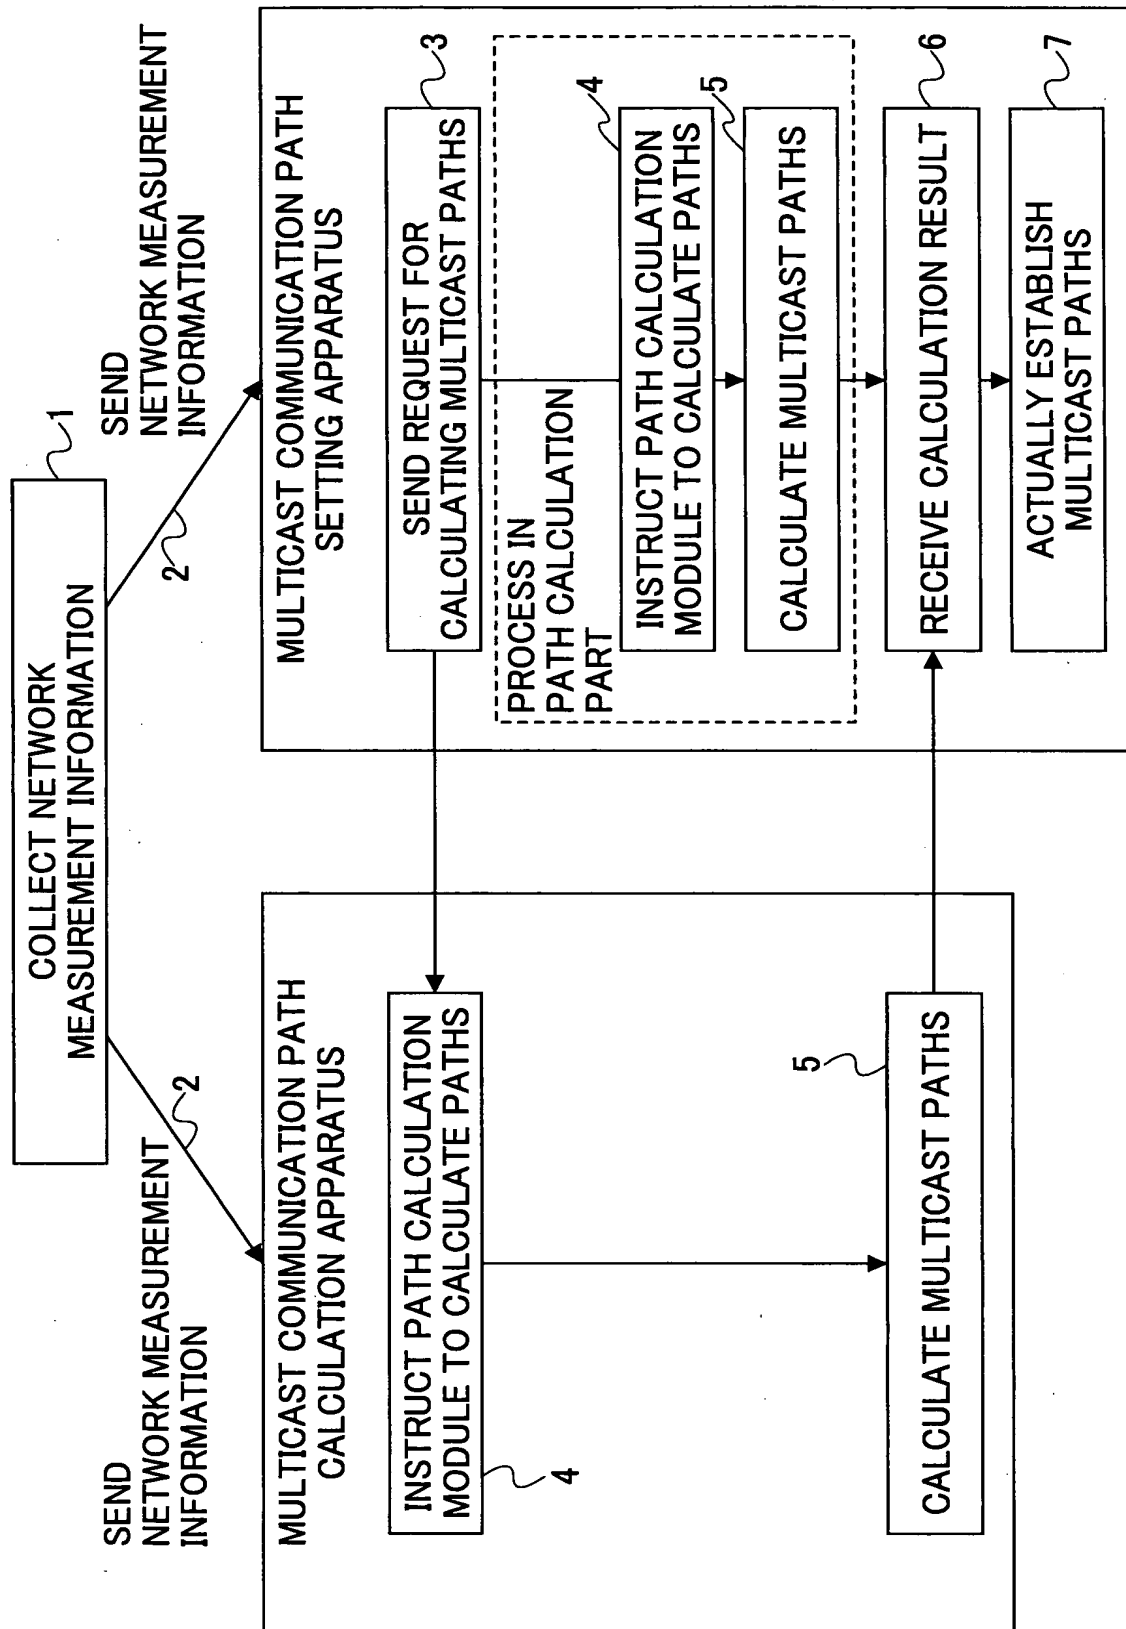 COLLECT NETWORK
MEASUREMENT INFORMATION
1
SEND
NETWORK MEASUREMENT
INFORMATION
2
SEND
NETWORK MEASUREMENT
INFORMATION
2
MULTICAST COMMUNICATION PATH
CALCULATION APPARATUS
INSTRUCT PATH CALCULATION
MODULE TO CALCULATE PATHS
4
CALCULATE MULTICAST PATHS
5
MULTICAST COMMUNICATION PATH
SETTING APPARATUS
SEND REQUEST FOR
CALCULATING MULTICAST PATHS
3
PROCESS IN
PATH CALCULATION
PART
INSTRUCT PATH CALCULATION
MODULE TO CALCULATE PATHS
4
CALCULATE MULTICAST PATHS
5
RECEIVE CALCULATION RESULT
6
ACTUALLY ESTABLISH
MULTICAST PATHS
7